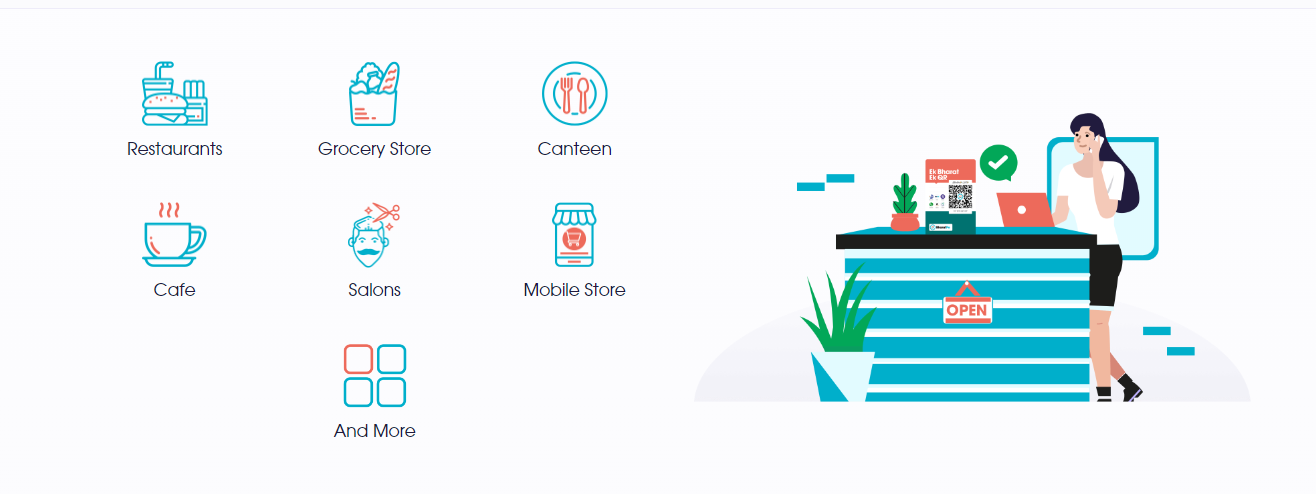 Restaurants
Grocery Store
Canteen
Cafe
Salons
Mobile Store
And More
Ek Bharat
Ek QR
OPEN